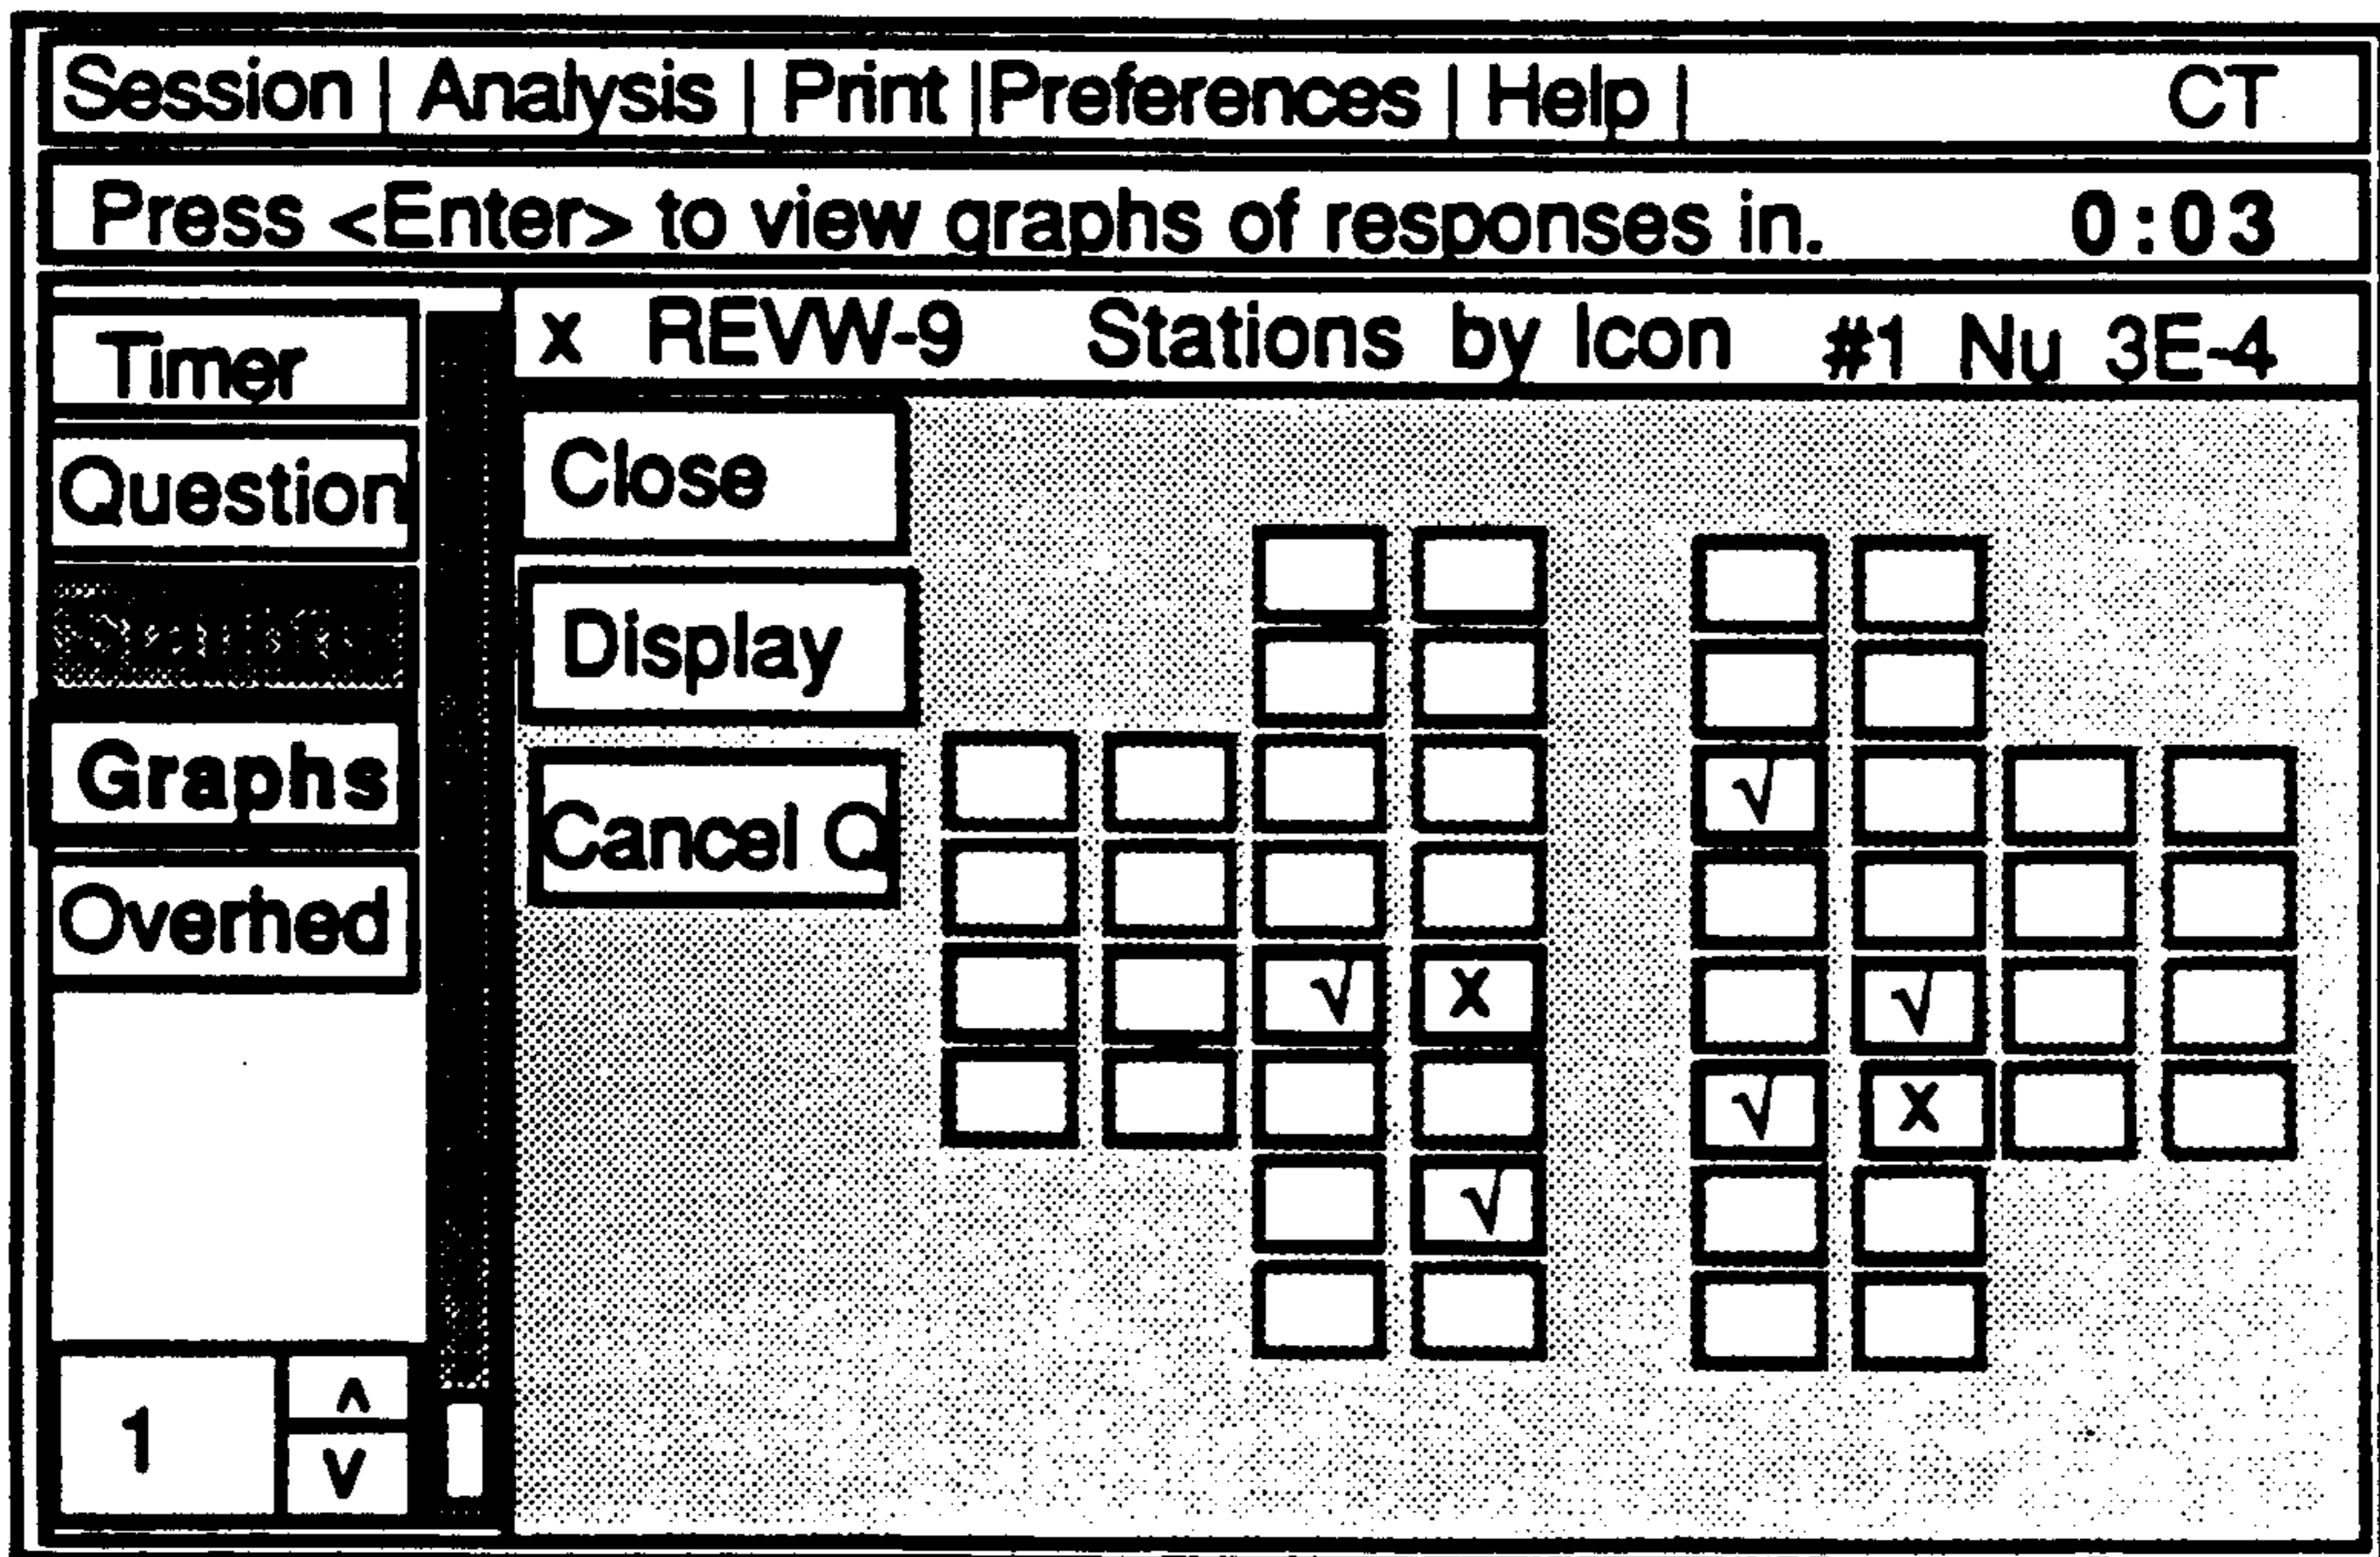 Session | Analysis | Print | Preferences | Help | CT
Press <Enter> to view graphs of responses in. 0:03
x REVW-9 Stations by Icon #1 Nu 3E-4
Timer
Question
Graphs
Overhed
1
^
v
Close
Display
Cancel Q
√
√ x
√
√ x
√